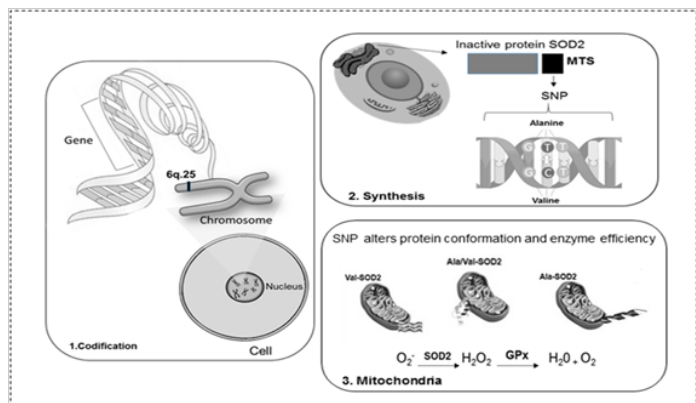 Gene
6q.25
Chromosome
Nucleus
Cell
1.Codification
Inactive protein SOD2
MTS
SNP
Alanine
G T T
G C T
Valine
2. Synthesis
SNP alters protein conformation and enzyme efficiency
Val-SOD2
Ala/Val-SOD2
Ala-SOD2
O2- SOD2 H2O2 GPx H20 + O2
3. Mitochondria